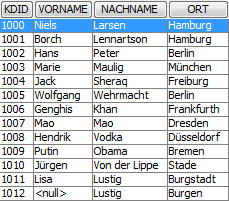 KDID VORNAME NACHNAME ORT
1000 Niels Larsen Hamburg
1001 Borch Lennartson Hamburg
1002 Hans Peter Berlin
1003 Marie Maulig München
1004 Jack Sheraq Freiburg
1005 Wolfgang Wehrmacht Berlin
1006 Genghis Khan Frankfurth
1007 Mao Mao Dresden
1008 Hendrik Vodka Düsseldorf
1009 Putin Obama Bremen
1010 Jürgen Von der Lippe Stade
1011 Lisa Lustig Burgstadt
1012 <null> Lustig Burgen